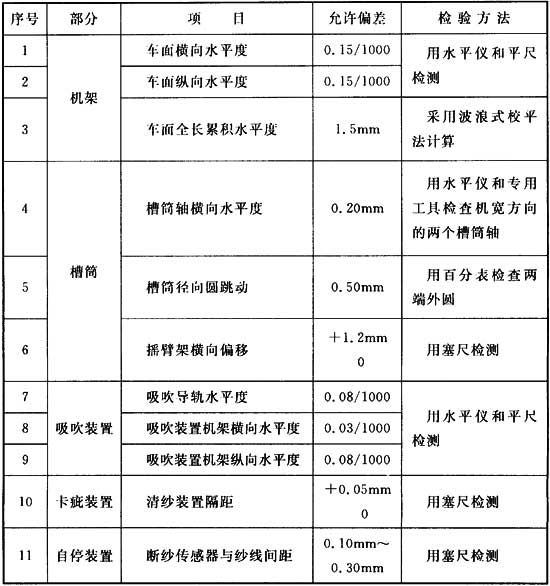 序号 部分 项 目 允许偏差 检验方法
1 机架 车面横向水平度 0.15/1000 用水平仪和平尺
检测
2 车面纵向水平度 0.15/1000
3 车面全长累积水平度 1.5mm 采用波浪式校平
法计算
4 槽筒 槽筒轴横向水平度 0.20mm 用水平仪和专用
工具检查机宽方向
的两个槽筒轴
5 槽筒径向圆跳动 0.50mm 用百分表检查两
端外圆
6 摇臂架横向偏移 +1.2mm
0 用塞尺检测
7 吸吹装置 吸吹导轨水平度 0.08/1000 用水平仪和平尺
检测
8 吸吹装置机架横向水平度 0.03/1000
9 吸吹装置机架纵向水平度 0.08/1000
10 卡疵装置 清纱装置隔距 +0.05mm
0 用塞尺检测
11 自停装置 断纱传感器与纱线间距 0.10mm~
0.30mm 用塞尺检测